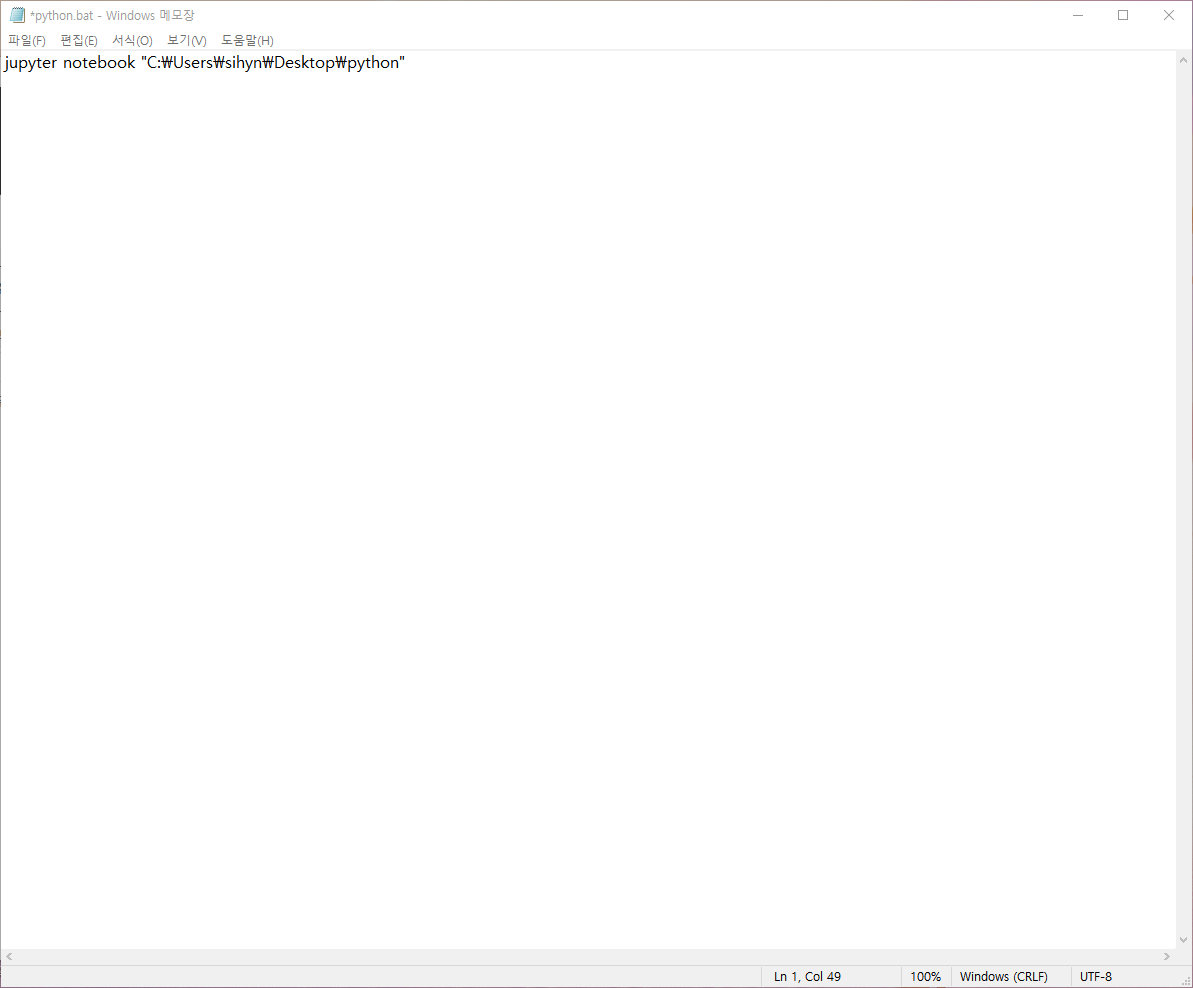 *python.bat - Windows 메모장
파일(F) 편집(E) 서식(O) 보기(V) 도움말(H)
jupyter notebook "C:₩Users₩sihyn₩Desktop₩python"
Ln 1, Col 49 100% Windows (CRLF) UTF-8